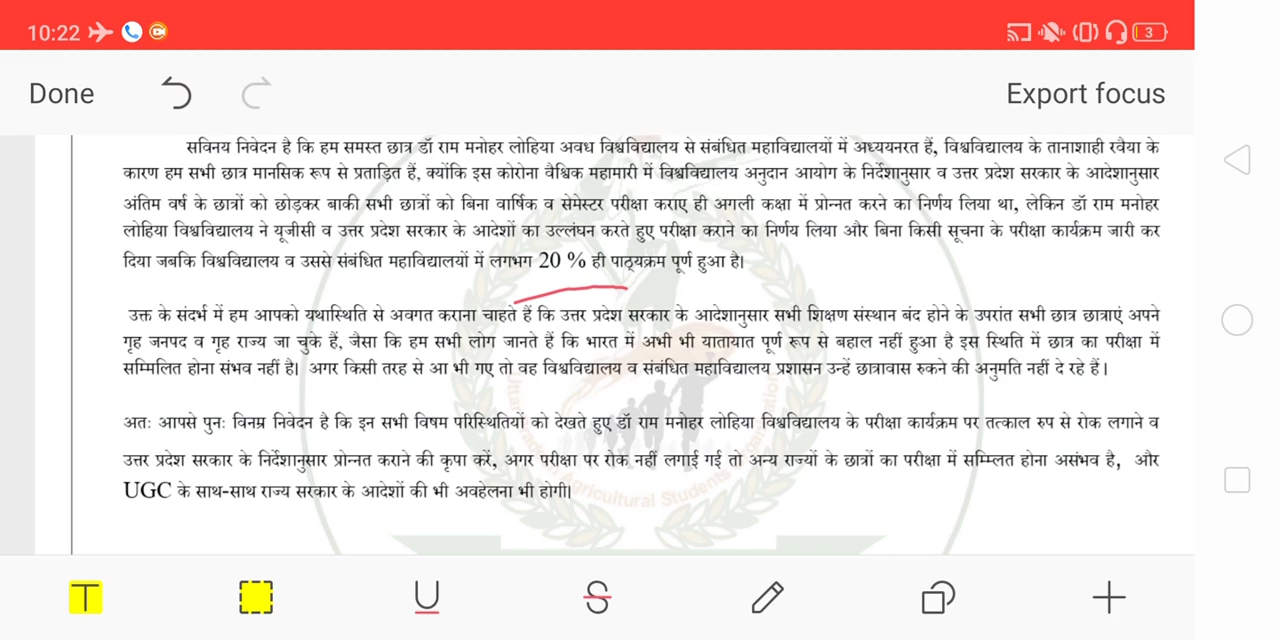 10:22
3
Done
Export focus
सविनय निवेदन है कि हम समस्त छात्र डॉ राम मनोहर लोहिया अवध विश्वविद्यालय से संबंधित महाविद्यालयों में अध्ययनरत हैं, विश्वविद्यालय के तानाशाही रवैया के
कारण हम सभी छात्र मानसिक रूप से प्रताड़ित हैं, क्योंकि इस कोरोना वैश्विक महामारी में विश्वविद्यालय अनुदान आयोग के निर्देशानुसार व उत्तर प्रदेश सरकार के आदेशानुसार
अंतिम वर्ष के छात्रों को छोड़कर बाकी सभी छात्रों को बिना वार्षिक व सेमेस्टर परीक्षा कराए ही अगली कक्षा में प्रोन्नत करने का निर्णय लिया था, लेकिन डॉ राम मनोहर
लोहिया विश्वविद्यालय ने यूजीसी व उत्तर प्रदेश सरकार के आदेशों का उल्लंघन करते हुए परीक्षा कराने का निर्णय लिया और बिना किसी सूचना के परीक्षा कार्यक्रम जारी कर
दिया जबकि विश्वविद्यालय व उससे संबंधित महाविद्यालयों में लगभग 20 % ही पाठ्यक्रम पूर्ण हुआ है।
उक्त के संदर्भ में हम आपको यथास्थिति से अवगत कराना चाहते हैं कि उत्तर प्रदेश सरकार के आदेशानुसार सभी शिक्षण संस्थान बंद होने के उपरांत सभी छात्र छात्राएं अपने
गृह जनपद व गृह राज्य जा चुके हैं, जैसा कि हम सभी लोग जानते हैं कि भारत में अभी भी यातायात पूर्ण रूप से बहाल नहीं हुआ है इस स्थिति में छात्र का परीक्षा में
सम्मिलित होना संभव नहीं है। अगर किसी तरह से आ भी गए तो वह विश्वविद्यालय व संबंधित महाविद्यालय प्रशासन उन्हें छात्रावास रुकने की अनुमति नहीं दे रहे हैं।
अतः आपसे पुनः विनम्र निवेदन है कि इन सभी विषम परिस्थितियों को देखते हुए डॉ राम मनोहर लोहिया विश्वविद्यालय के परीक्षा कार्यक्रम पर तत्काल रुप से रोक लगाने व
उत्तर प्रदेश सरकार के निर्देशानुसार प्रोन्नत कराने की कृपा करें, अगर परीक्षा पर रोक नहीं लगाई गई तो अन्य राज्यों के छात्रों का परीक्षा में सम्म्लित होना असंभव है, और
UGC के साथ-साथ राज्य सरकार के आदेशों की भी अवहेलना भी होगी।
Agricultural Students
T
U
S